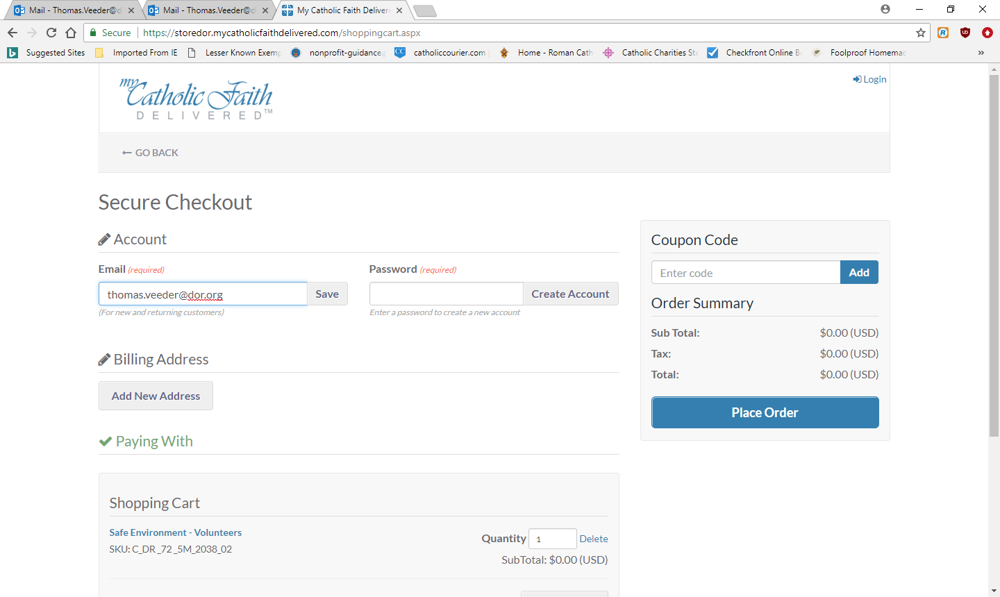 Mail - Thomas.Veeder@d
Mail - Thomas.Veeder@d
My Catholic Faith Deliver
Secure
https://storedor.mycatholicfaithdelivered.com/shoppingcart.aspx
Suggested Sites
Imported From IE
Lesser Known Exemp
nonprofit-guidance.
catholiccourier.com
Home - Roman Cath
Catholic Charities Ste
Checkfront Online B
Foolproof Homemac
»
my Catholic Faith
DELIVERED™
Login
GO BACK
Secure Checkout
Account
Email (required)
Password (required)
thomas.veeder@dor.org
Save
Create Account
(For new and returning customers)
Enter a password to create a new account
Coupon Code
Enter code
Add
Order Summary
Sub Total: $0.00 (USD)
Tax: $0.00 (USD)
Total: $0.00 (USD)
Place Order
Billing Address
Add New Address
Paying With
Shopping Cart
Safe Environment - Volunteers
SKU: C_DR_72_5M_2038_02
Quantity 1 Delete
SubTotal: $0.00 (USD)